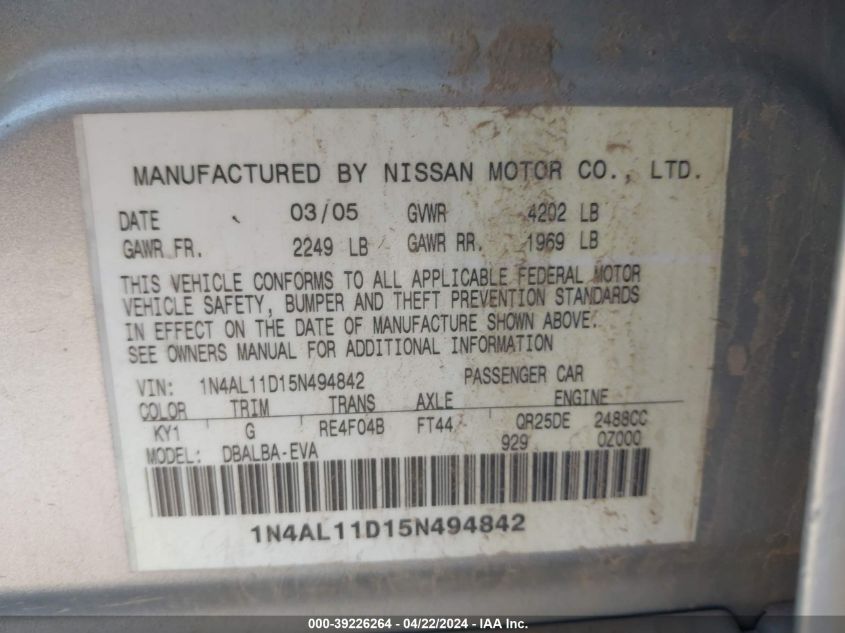 MANUFACTURED BY NISSAN MOTOR CO., LTD.
DATE 03/05 GVWR 4202 LB
GAWR FR. 2249 LB GAWR RR. 1969 LB
THIS VEHICLE CONFORMS TO ALL APPLICABLE FEDERAL MOTOR
VEHICLE SAFETY, BUMPER AND THEFT PREVENTION STANDARDS
IN EFFECT ON THE DATE OF MANUFACTURE SHOWN ABOVE.
SEE OWNERS MANUAL FOR ADDITIONAL INFORMATION
VIN: 1N4AL11D15N494842 PASSENGER CAR
COLOR TRIM TRANS AXLE ENGINE
KY1 G RE4F04B FT44 QR25DE 2488CC
MODEL: DBALBA-EVA 929 0Z000
1N4AL11D15N494842
000-39226264 - 04/22/2024 - IAA, Inc.